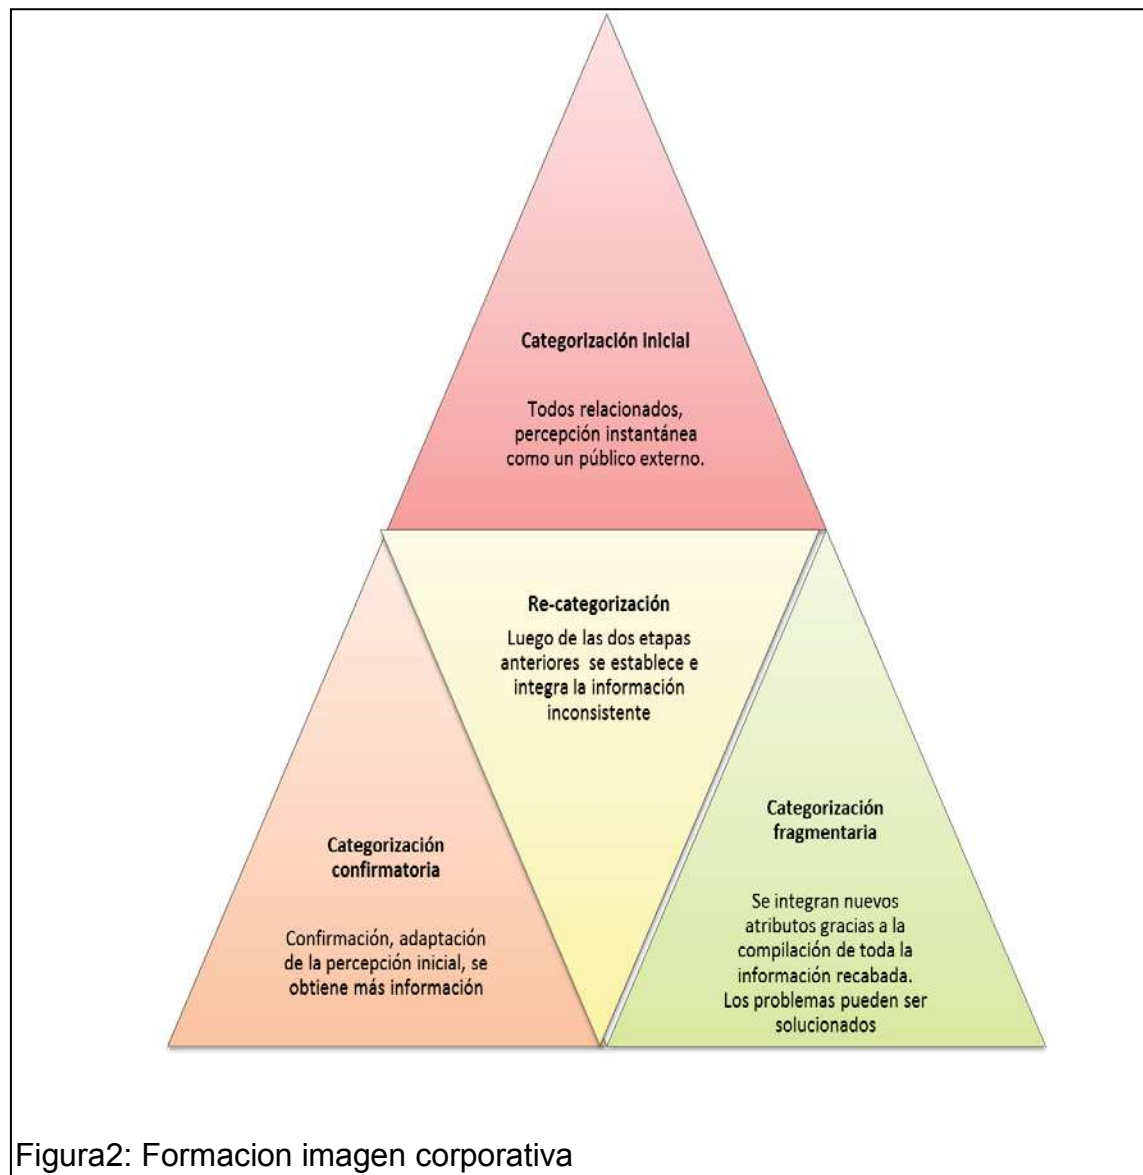 Categorización inicial
Todos relacionados,
percepción instantánea
como un público externo.
Re-categorización
Luego de las dos etapas
anteriores se establece e
integra la información
inconsistente
Categorización
confirmatoria
Confirmación, adaptación
de la percepción inicial, se
obtiene más información
Categorización
fragmentaria
Se integran nuevos
atributos gracias a la
compilación de toda la
información recabada.
Los problemas pueden ser
solucionados
Figura2: Formacion imagen corporativa